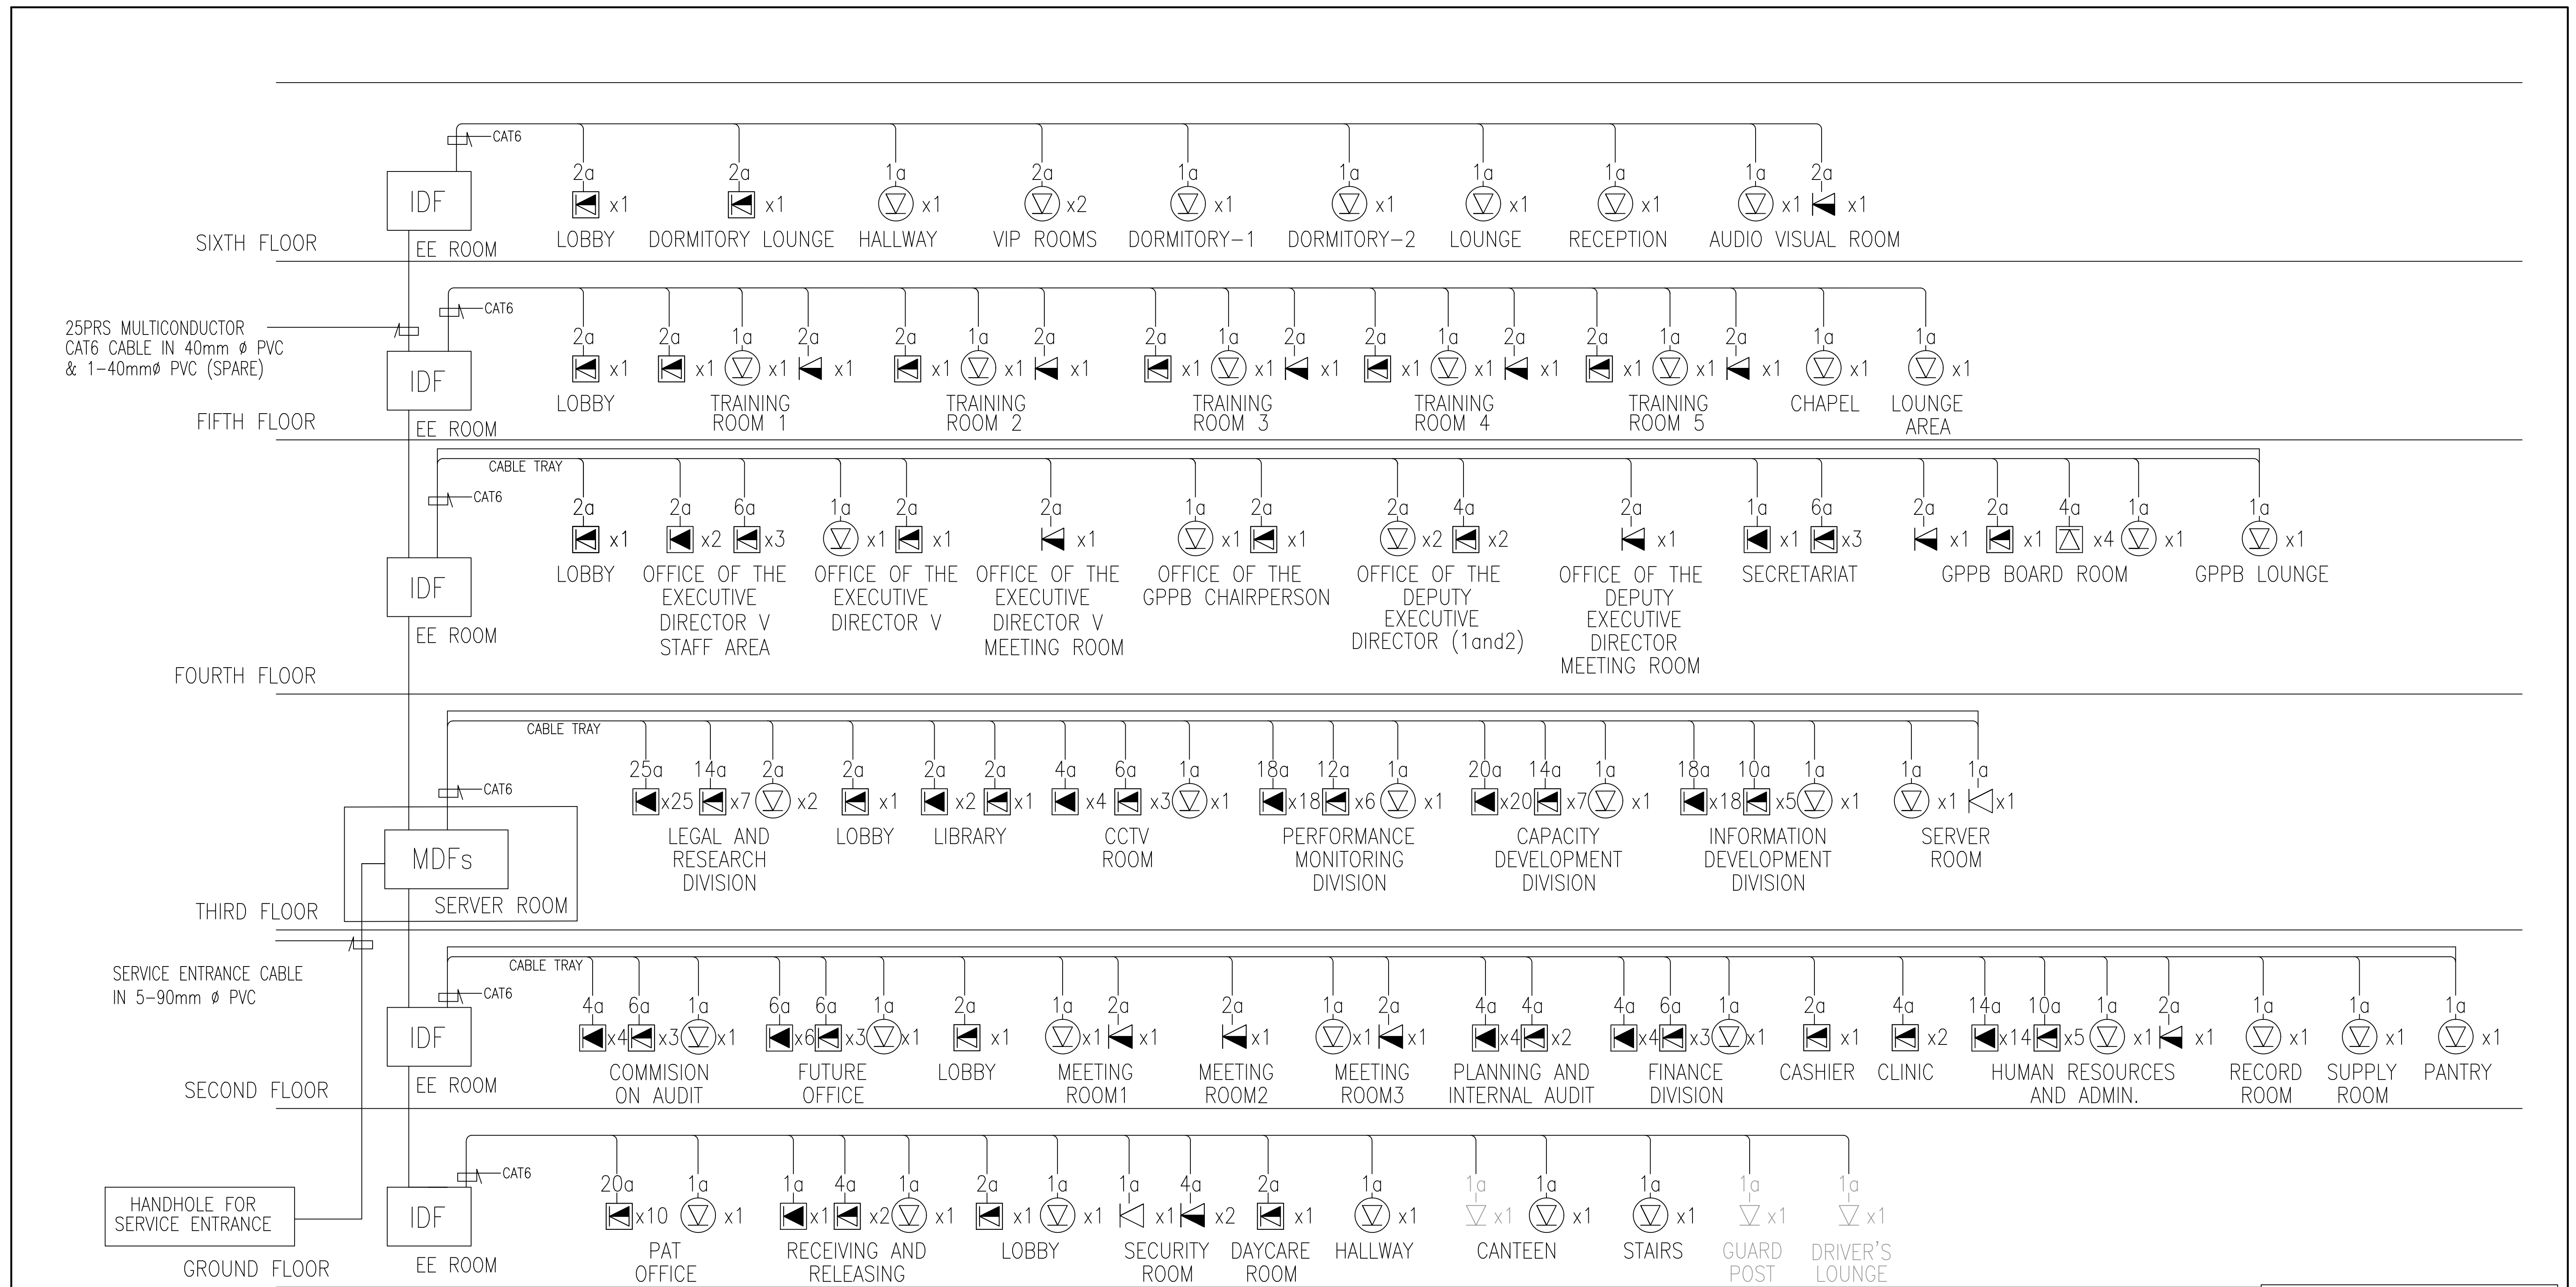 CAT6
2a 2a 1a 2a 1a 1a 1a 1a 1a 2a
IDF x1 x1 x1 x2 x1 x1 x1 x1 x1 x1
LOBBY DORMITORY LOUNGE HALLWAY VIP ROOMS DORMITORY-1 DORMITORY-2 LOUNGE RECEPTION AUDIO VISUAL ROOM
SIXTH FLOOR EE ROOM
CAT6
25PRS MULTICONDUCTOR
CAT6 CABLE IN 40mm ø PVC
& 1-40mmø PVC (SPARE)
2a 2a 1a 2a 2a 1a 2a 2a 1a 2a 2a 1a 2a 2a 1a 2a 1a 1a
IDF x1 x1 x1 x1 x1 x1 x1 x1 x1 x1 x1 x1 x1 x1 x1 x1 x1 x1
LOBBY TRAINING TRAINING TRAINING TRAINING TRAINING CHAPEL LOUNGE
ROOM 1 ROOM 2 ROOM 3 ROOM 4 ROOM 5 AREA
FIFTH FLOOR EE ROOM
CABLE TRAY
CAT6
2a 2a 6a 1a 2a 2a 1a 2a 2a 4a 2a 1a 6a 2a 2a 4a 1a 1a
x1 x2 x3 x1 x1 x1 x1 x1 x2 x2 x1 x1 x3 x1 x1 x4 x1 x1
IDF
LOBBY
OFFICE OF THE
EXECUTIVE
DIRECTOR V
STAFF AREA
OFFICE OF THE
EXECUTIVE
DIRECTOR V
OFFICE OF THE
EXECUTIVE
DIRECTOR V
MEETING ROOM
OFFICE OF THE
GPPB CHAIRPERSON
OFFICE OF THE
DEPUTY
EXECUTIVE
DIRECTOR (1and2)
OFFICE OF THE
DEPUTY
EXECUTIVE
DIRECTOR
MEETING ROOM
SECRETARIAT
GPPB BOARD ROOM
GPPB LOUNGE
EE ROOM
FOURTH FLOOR
CABLE TRAY
CAT6
25a 14a 2a 2a 2a 2a 4a 6a 1a 18a 12a 1a 20a 14a 1a 18a 10a 1a 1a 1a
x25 x7 x2 x1 x2 x1 x4 x3 x1 x18 x6 x1 x20 x7 x1 x18 x5 x1 x1 x1
MDFs
LEGAL AND
RESEARCH
DIVISION
LOBBY
LIBRARY
CCTV
ROOM
PERFORMANCE
MONITORING
DIVISION
CAPACITY
DEVELOPMENT
DIVISION
INFORMATION
DEVELOPMENT
DIVISION
SERVER
ROOM
SERVER ROOM
THIRD FLOOR
SERVICE ENTRANCE CABLE
IN 5-90mm ø PVC
CABLE TRAY
CAT6
4a 6a 1a 6a 6a 1a 2a 1a 2a 2a 1a 2a 4a 4a 4a 6a 1a 2a 4a 14a 10a 1a 2a 1a 1a 1a
IDF x4 x3 x1 x6 x3 x1 x1 x1 x1 x1 x1 x1 x4 x2 x4 x3 x1 x1 x2 x14 x5 x1 x1 x1 x1 x1
COMMISION
ON AUDIT
FUTURE
OFFICE
LOBBY
MEETING
ROOM1
MEETING
ROOM2
MEETING
ROOM3
PLANNING AND
INTERNAL AUDIT
FINANCE
DIVISION
CASHIER
CLINIC
HUMAN RESOURCES
AND ADMIN.
RECORD
ROOM
SUPPLY
ROOM
PANTRY
EE ROOM
SECOND FLOOR
CAT6
HANDHOLE FOR
SERVICE ENTRANCE
20a 1a 1a 4a 1a 2a 1a 1a 4a 2a 1a 1a 1a 1a 1a 1a
IDF x10 x1 x1 x2 x1 x1 x1 x1 x2 x1 x1 x1 x1 x1 x1 x1
PAT
OFFICE
RECEIVING AND
RELEASING
LOBBY
SECURITY
ROOM
DAYCARE
ROOM
HALLWAY
CANTEEN
STAIRS
GUARD
POST
DRIVER'S
LOUNGE
EE ROOM
GROUND FLOOR